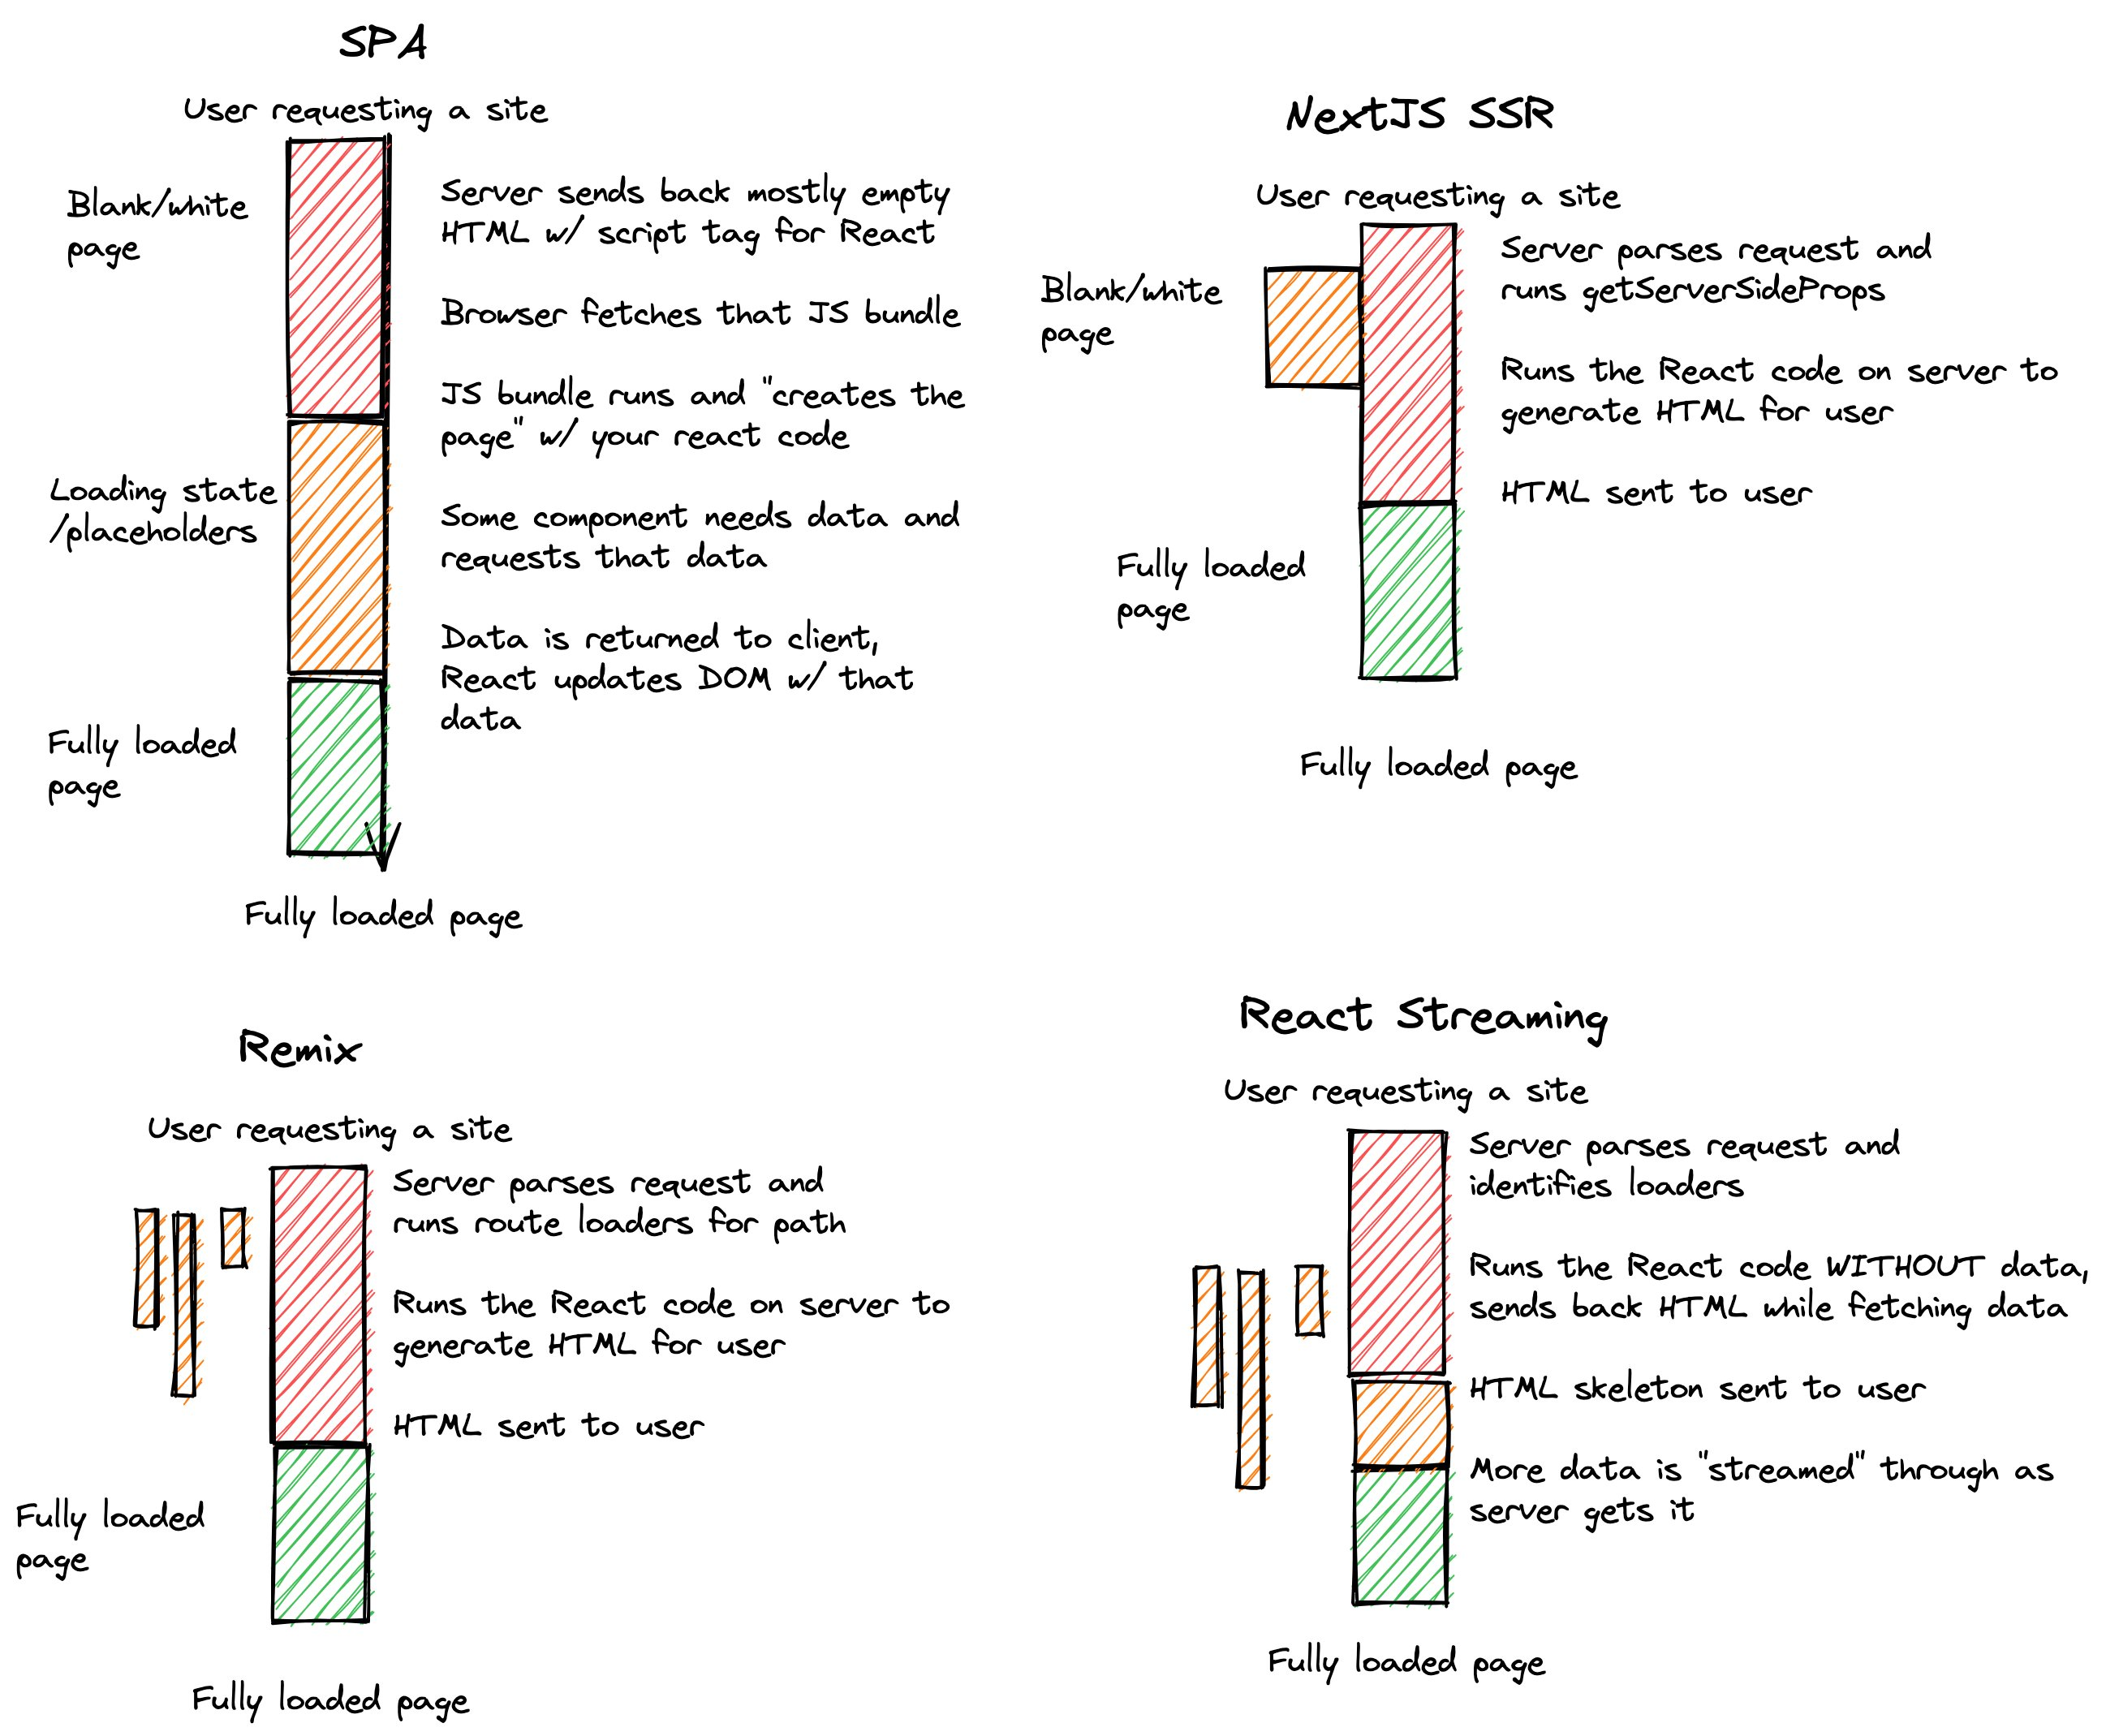 SPA
User requesting a site
Blank/white
page
Server sends back mostly empty
HTML w/ script tag for React
Browser fetches that JS bundle
JS bundle runs and "creates the
page" w/ your react code
Loading state
/placeholders
Some component needs data and
requests that data
Data is returned to client,
React updates DOM w/ that
data
Fully loaded
page
Fully loaded page
NextJS SSR
User requesting a site
Blank/white
page
Server parses request and
runs getServerSideProps
Runs the React code on server to
generate HTML for user
HTML sent to user
Fully loaded
page
Fully loaded page
Remix
User requesting a site
Server parses request and
runs route loaders for path
Runs the React code on server to
generate HTML for user
HTML sent to user
Fully loaded
page
Fully loaded page
React Streaming
User requesting a site
Server parses request and
identifies loaders
Runs the React code WITHOUT data,
sends back HTML while fetching data
HTML skeleton sent to user
More data is "streamed" through as
server gets it
Fully loaded page